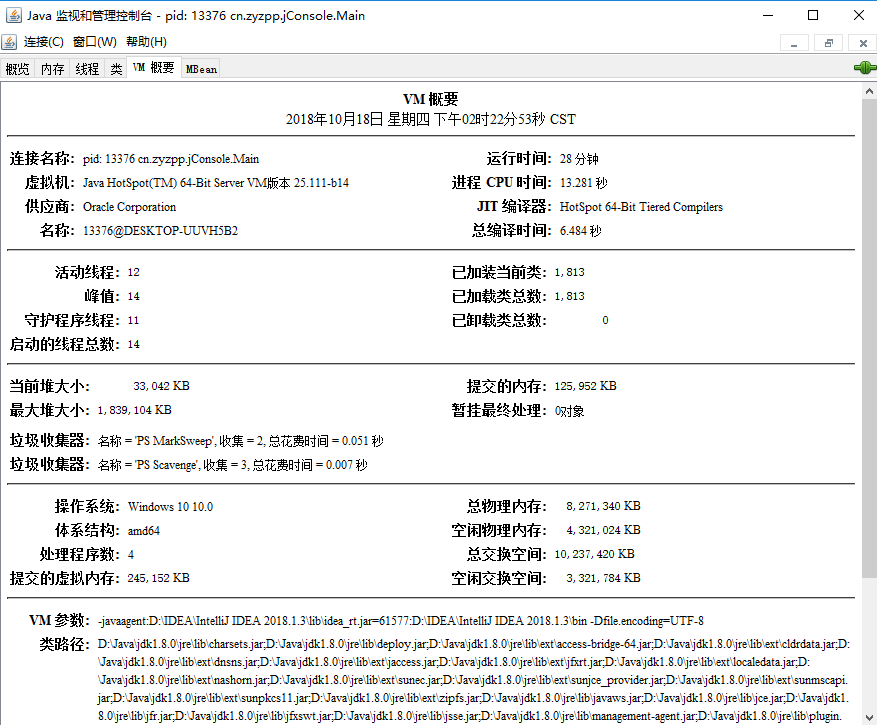 Java 监视和管理控制台 - pid: 13376 cn.zyzpp.jConsole.Main
连接(C) 窗口(W) 帮助(H)
概览 内存 线程 类 VM 概要 MBean
VM 概要
2018年10月18日 星期四 下午02时22分53秒 CST
连接名称: pid: 13376 cn.zyzpp.jConsole.Main 运行时间: 28 分钟
虚拟机: Java HotSpot(TM) 64-Bit Server VM版本 25.111-b14 进程 CPU 时间: 13.281 秒
供应商: Oracle Corporation JIT 编译器: HotSpot 64-Bit Tiered Compilers
名称: 13376@DESKTOP-UUVH5B2 总编译时间: 6.484 秒
活动线程: 12 已加装当前类: 1,813
峰值: 14 已加载类总数: 1,813
守护程序线程: 11 已卸载类总数: 0
启动的线程总数: 14
当前堆大小: 33,042 KB 提交的内存: 125,952 KB
最大堆大小: 1,839,104 KB 暂挂最终处理: 0对象
垃圾收集器: 名称 = 'PS MarkSweep', 收集 = 2, 总花费时间 = 0.051 秒
垃圾收集器: 名称 = 'PS Scavenge', 收集 = 3, 总花费时间 = 0.007 秒
操作系统: Windows 10 10.0 总物理内存: 8,271,340 KB
体系结构: amd64 空闲物理内存: 4,321,024 KB
处理程序数: 4 总交换空间: 10,237,420 KB
提交的虚拟内存: 245,152 KB 空闲交换空间: 3,321,784 KB
VM 参数: -javaagent:D:\IDEA\IntelliJ IDEA 2018.1.3\lib\idea_rt.jar=61577:D:\IDEA\IntelliJ IDEA 2018.1.3\bin -Dfile.encoding=UTF-8
类路径: D:\Java\jdk1.8.0\jre\lib\charsets.jar;D:\Java\jdk1.8.0\jre\lib\deploy.jar;D:\Java\jdk1.8.0\jre\lib\ext\access-bridge-64.jar;D:\Java\jdk1.8.0\jre\lib\ext\cldrdata.jar;D:
\Java\jdk1.8.0\jre\lib\ext\dnsns.jar;D:\Java\jdk1.8.0\jre\lib\ext\jaccess.jar;D:\Java\jdk1.8.0\jre\lib\ext\jfxrt.jar;D:\Java\jdk1.8.0\jre\lib\ext\localedata.jar;D:
\Java\jdk1.8.0\jre\lib\ext\nashorn.jar;D:\Java\jdk1.8.0\jre\lib\ext\sunec.jar;D:\Java\jdk1.8.0\jre\lib\ext\sunjce_provider.jar;D:\Java\jdk1.8.0\jre\lib\ext\sunmscapi.
jar;D:\Java\jdk1.8.0\jre\lib\ext\sunpkcs11.jar;D:\Java\jdk1.8.0\jre\lib\ext\zipfs.jar;D:\Java\jdk1.8.0\jre\lib\javaws.jar;D:\Java\jdk1.8.0\jre\lib\jce.jar;D:\Java\jdk1.
8.0\jre\lib\jfr.jar;D:\Java\jdk1.8.0\jre\lib\jfxswt.jar;D:\Java\jdk1.8.0\jre\lib\jsse.jar;D:\Java\jdk1.8.0\jre\lib\management-agent.jar;D:\Java\jdk1.8.0\jre\lib\plugin.